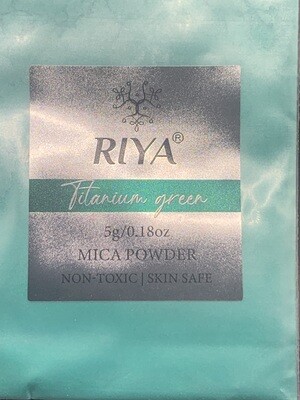 RIYA®
Titanium green
5g/0.18oz
MICA POWDER
NON-TOXIC | SKIN SAFE